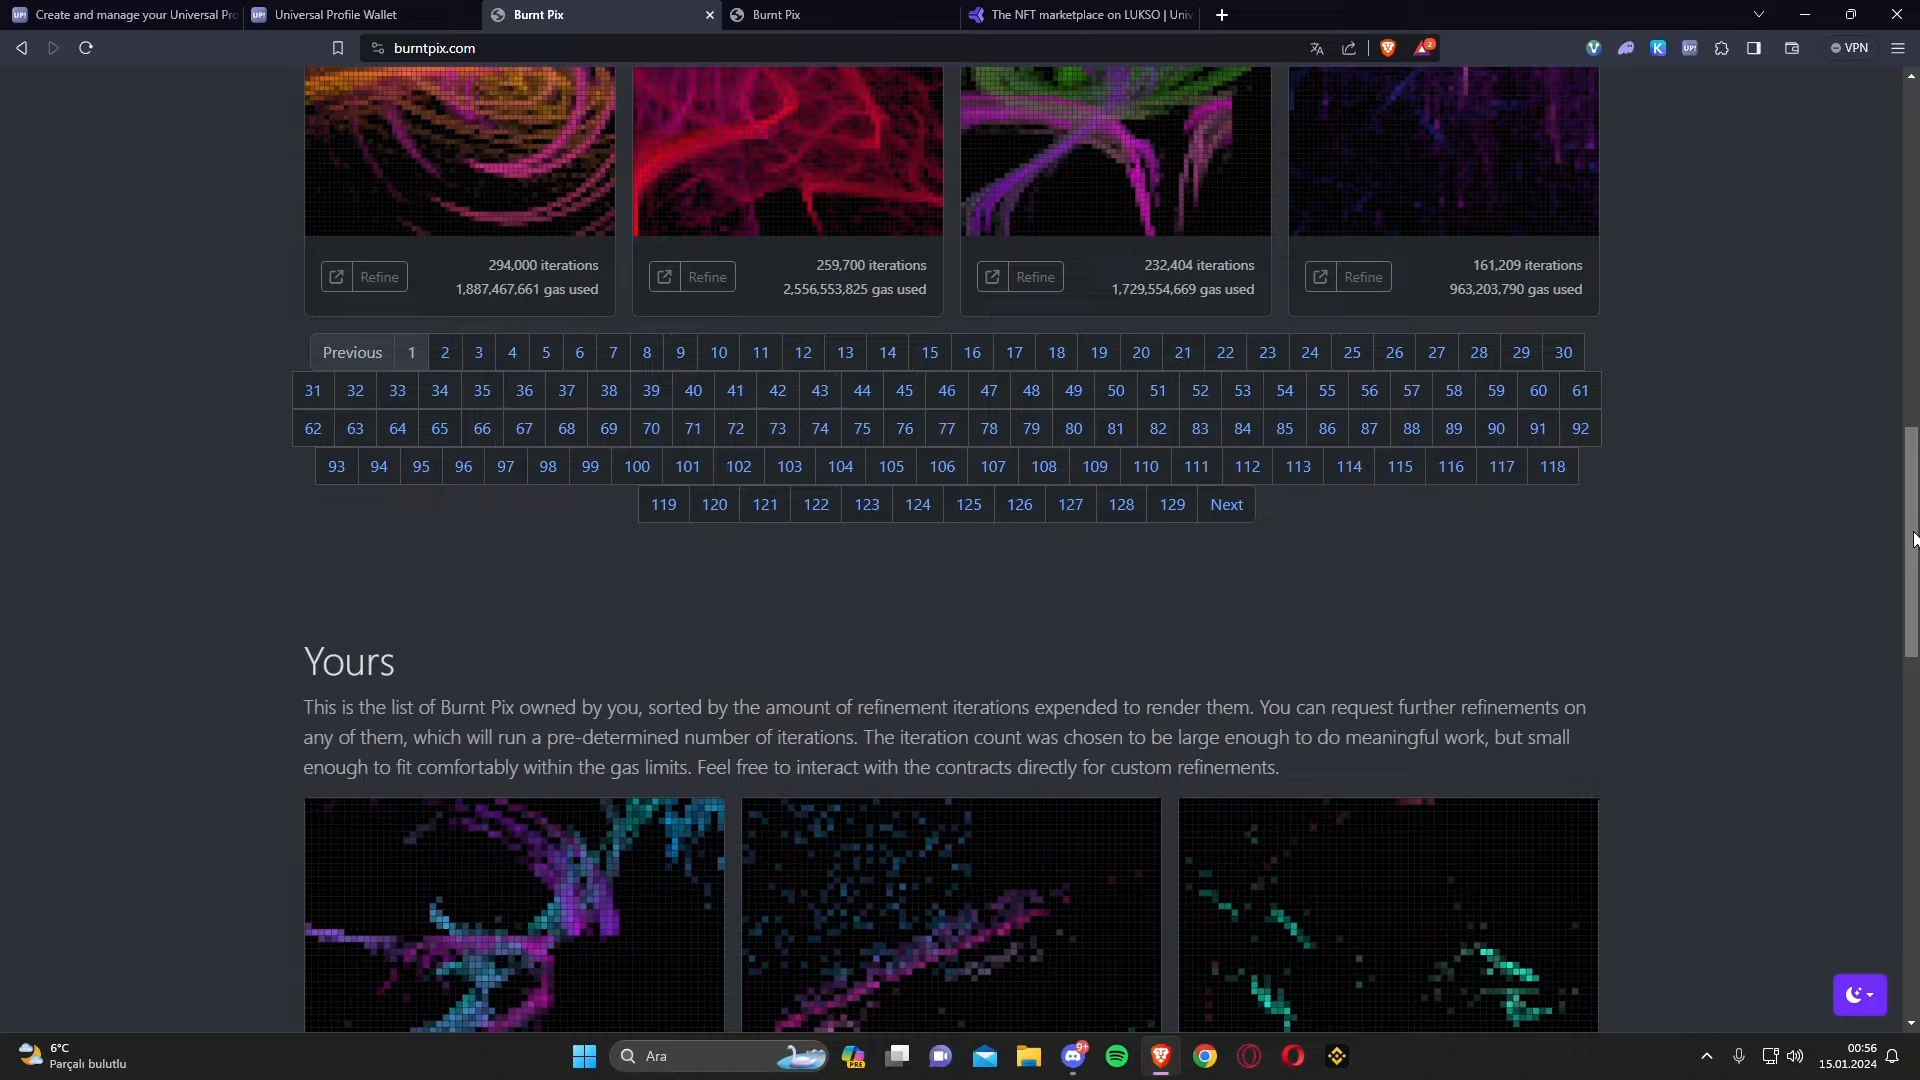 Create and manage your Universal Pro
Universal Profile Wallet
Burnt Pix
Burnt Pix
The NFT marketplace on LUKSO | Univ
burntpix.com
2
VPN
Refine
294,000 iterations
1,887,467,661 gas used
Refine
259,700 iterations
2,556,553,825 gas used
Refine
232,404 iterations
1,729,554,669 gas used
Refine
161,209 iterations
963,203,790 gas used
Previous 1 2 3 4 5 6 7 8 9 10 11 12 13 14 15 16 17 18 19 20 21 22 23 24 25 26 27 28 29 30
31 32 33 34 35 36 37 38 39 40 41 42 43 44 45 46 47 48 49 50 51 52 53 54 55 56 57 58 59 60 61
62 63 64 65 66 67 68 69 70 71 72 73 74 75 76 77 78 79 80 81 82 83 84 85 86 87 88 89 90 91 92
93 94 95 96 97 98 99 100 101 102 103 104 105 106 107 108 109 110 111 112 113 114 115 116 117 118
119 120 121 122 123 124 125 126 127 128 129 Next
Yours
This is the list of Burnt Pix owned by you, sorted by the amount of refinement iterations expended to render them. You can request further refinements on
any of them, which will run a pre-determined number of iterations. The iteration count was chosen to be large enough to do meaningful work, but small
enough to fit comfortably within the gas limits. Feel free to interact with the contracts directly for custom refinements.
6°C
Parçalı bulutlu
Ara
PRE
9+
00:56
15.01.2024